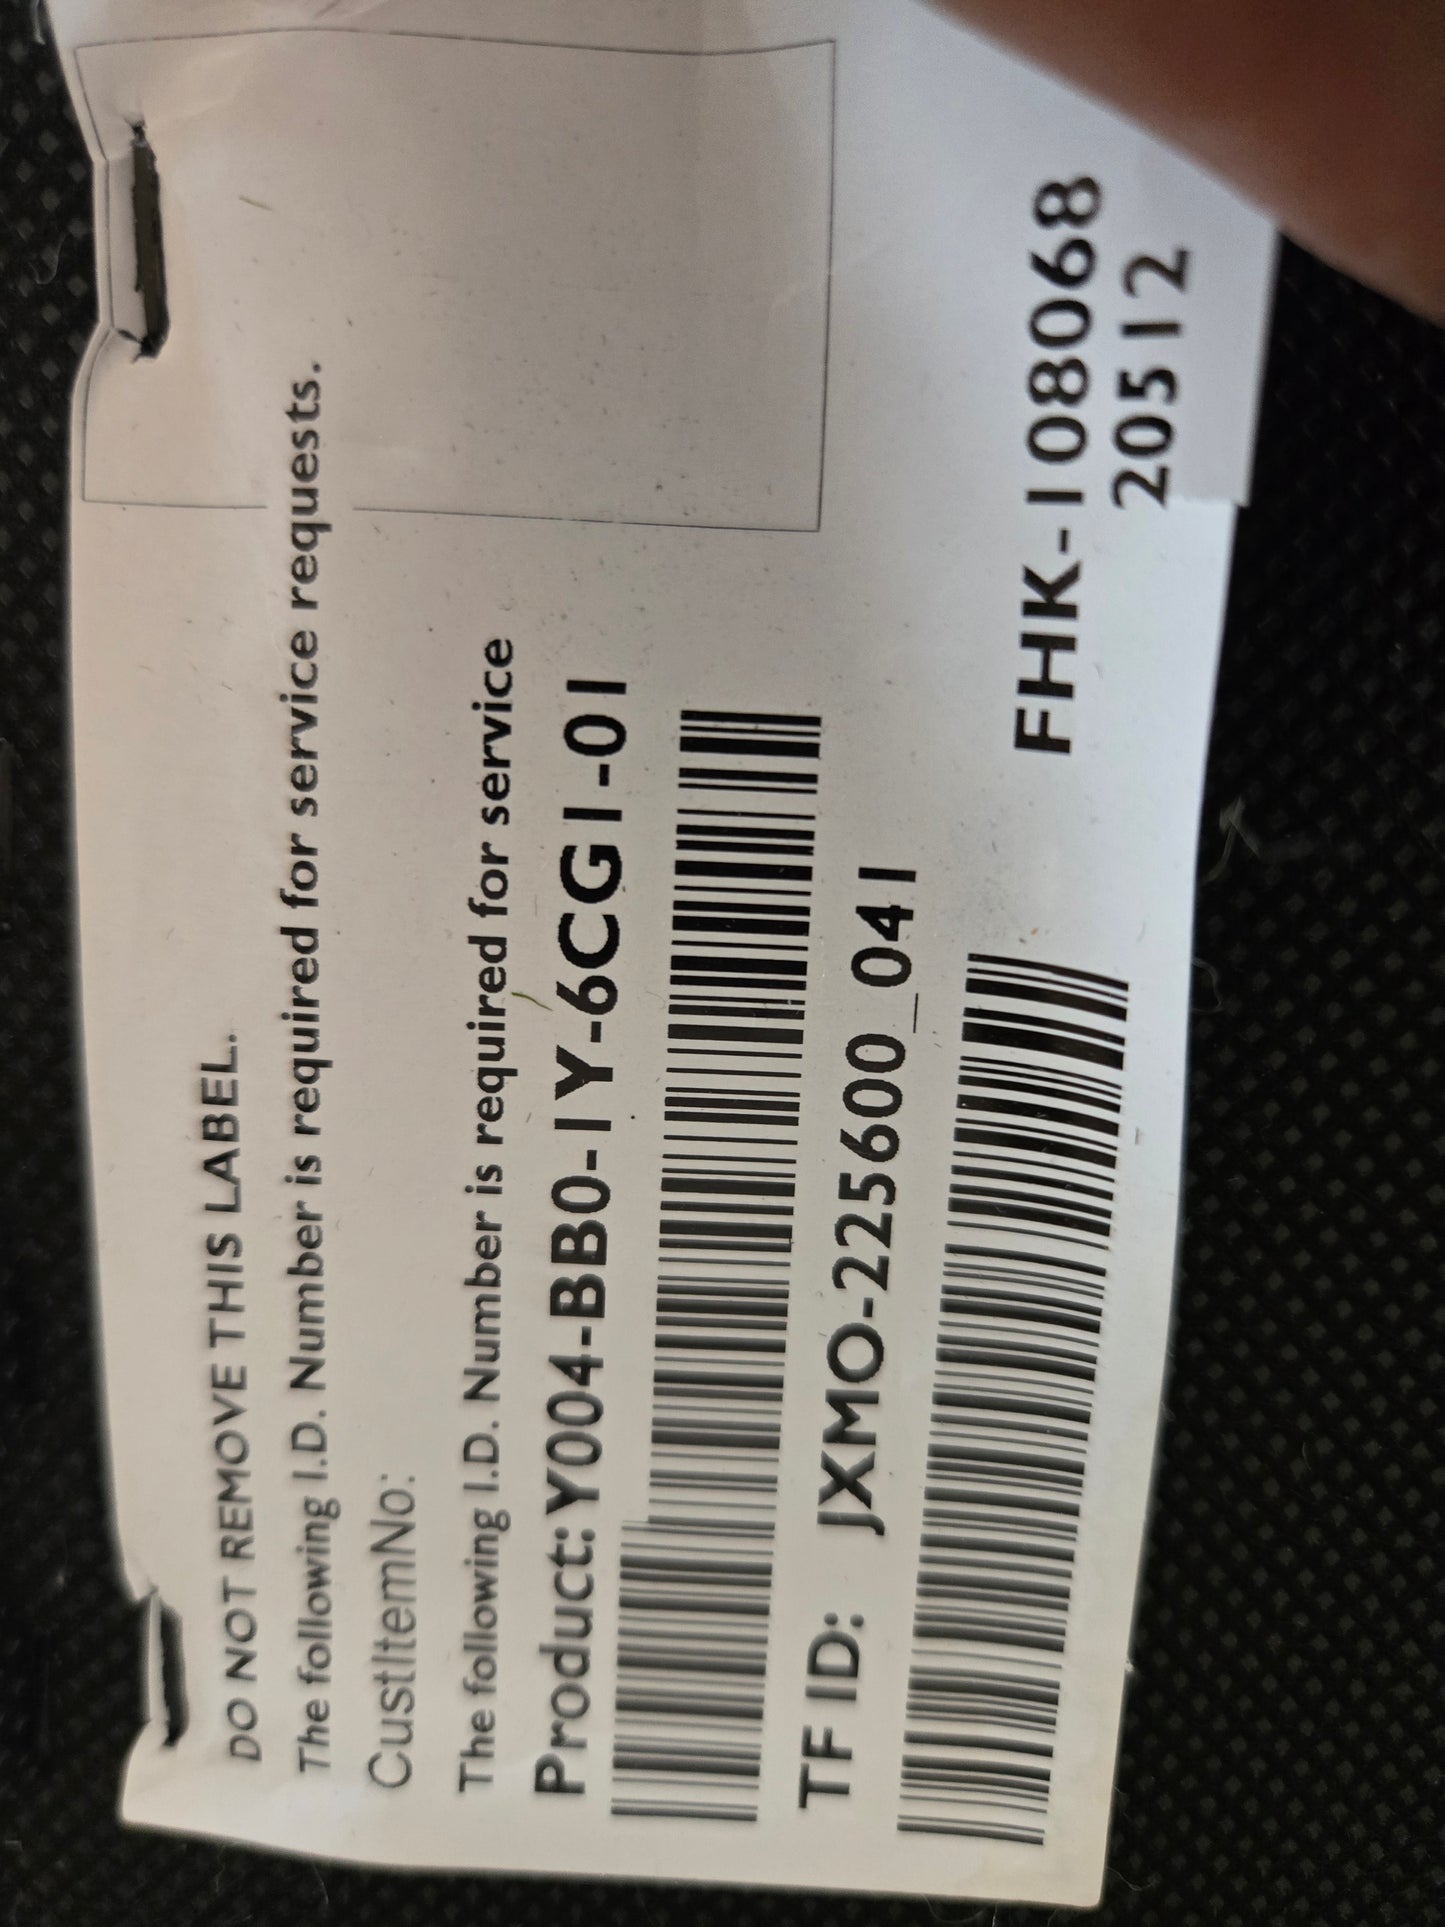 DO NOT REMOVE THIS LABEL.
The following I.D. Number is required for service requests.
CustItemNo:
The following I.D. Number is required for service
Product: Y004-BB0-1Y-6CG1-01
TF ID: JXMO-225600_041
FHK-108068
20512